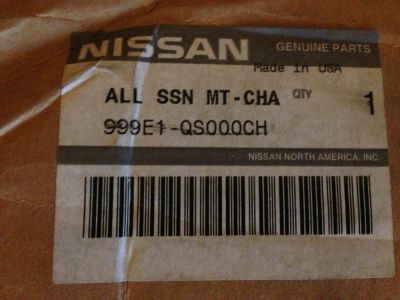 NISSAN GENUINE PARTS
Made in USA
ALL SSN MT-CHA QTY 1
999E1-QS000CH
NISSAN NORTH AMERICA, INC.